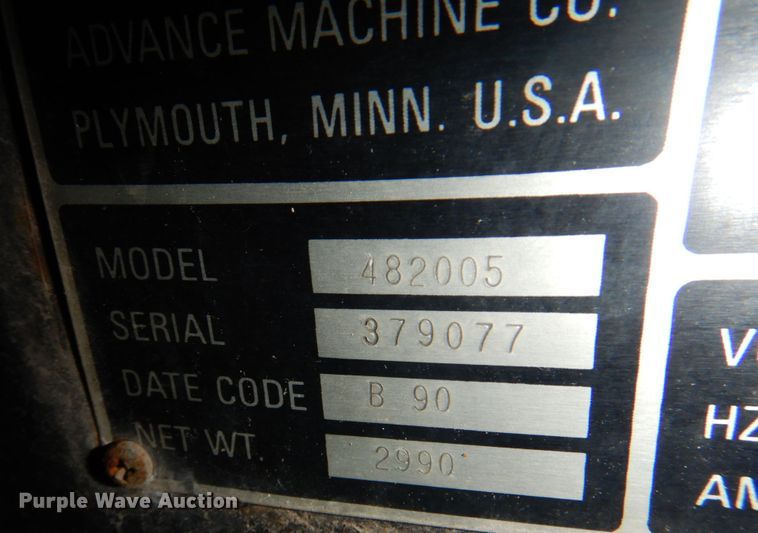 ADVANCE MACHINE CO.
PLYMOUTH, MINN. U.S.A.
MODEL 482005
SERIAL 379077
DATE CODE B 90
NET WT. 2990
HZ
Purple Wave Auction